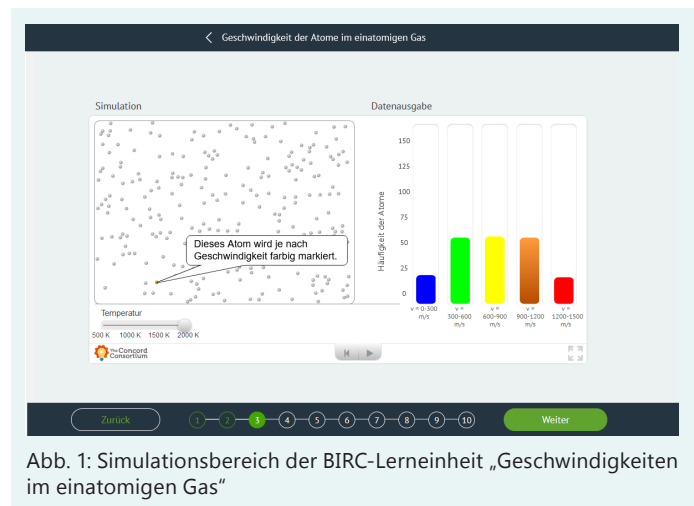 Geschwindigkeit der Atome im einatomigen Gas
Simulation
Datenausgabe
Dieses Atom wird je nach
Geschwindigkeit farbig markiert.
Temperatur
500 K 1000 K 1500 K 2000 K
The Concord
Consortium
Häufigkeit der Atome
150
125
100
75
50
25
0
v = 0-300
m/s
v =
300-600
m/s
v =
600-900
m/s
v =
900-1200
m/s
v =
1200-1500
m/s
Zurück
1 2 3 4 5 6 7 8 9 10
Weiter
Abb. 1: Simulationsbereich der BIRC-Lerneinheit „Geschwindigkeiten
im einatomigen Gas“